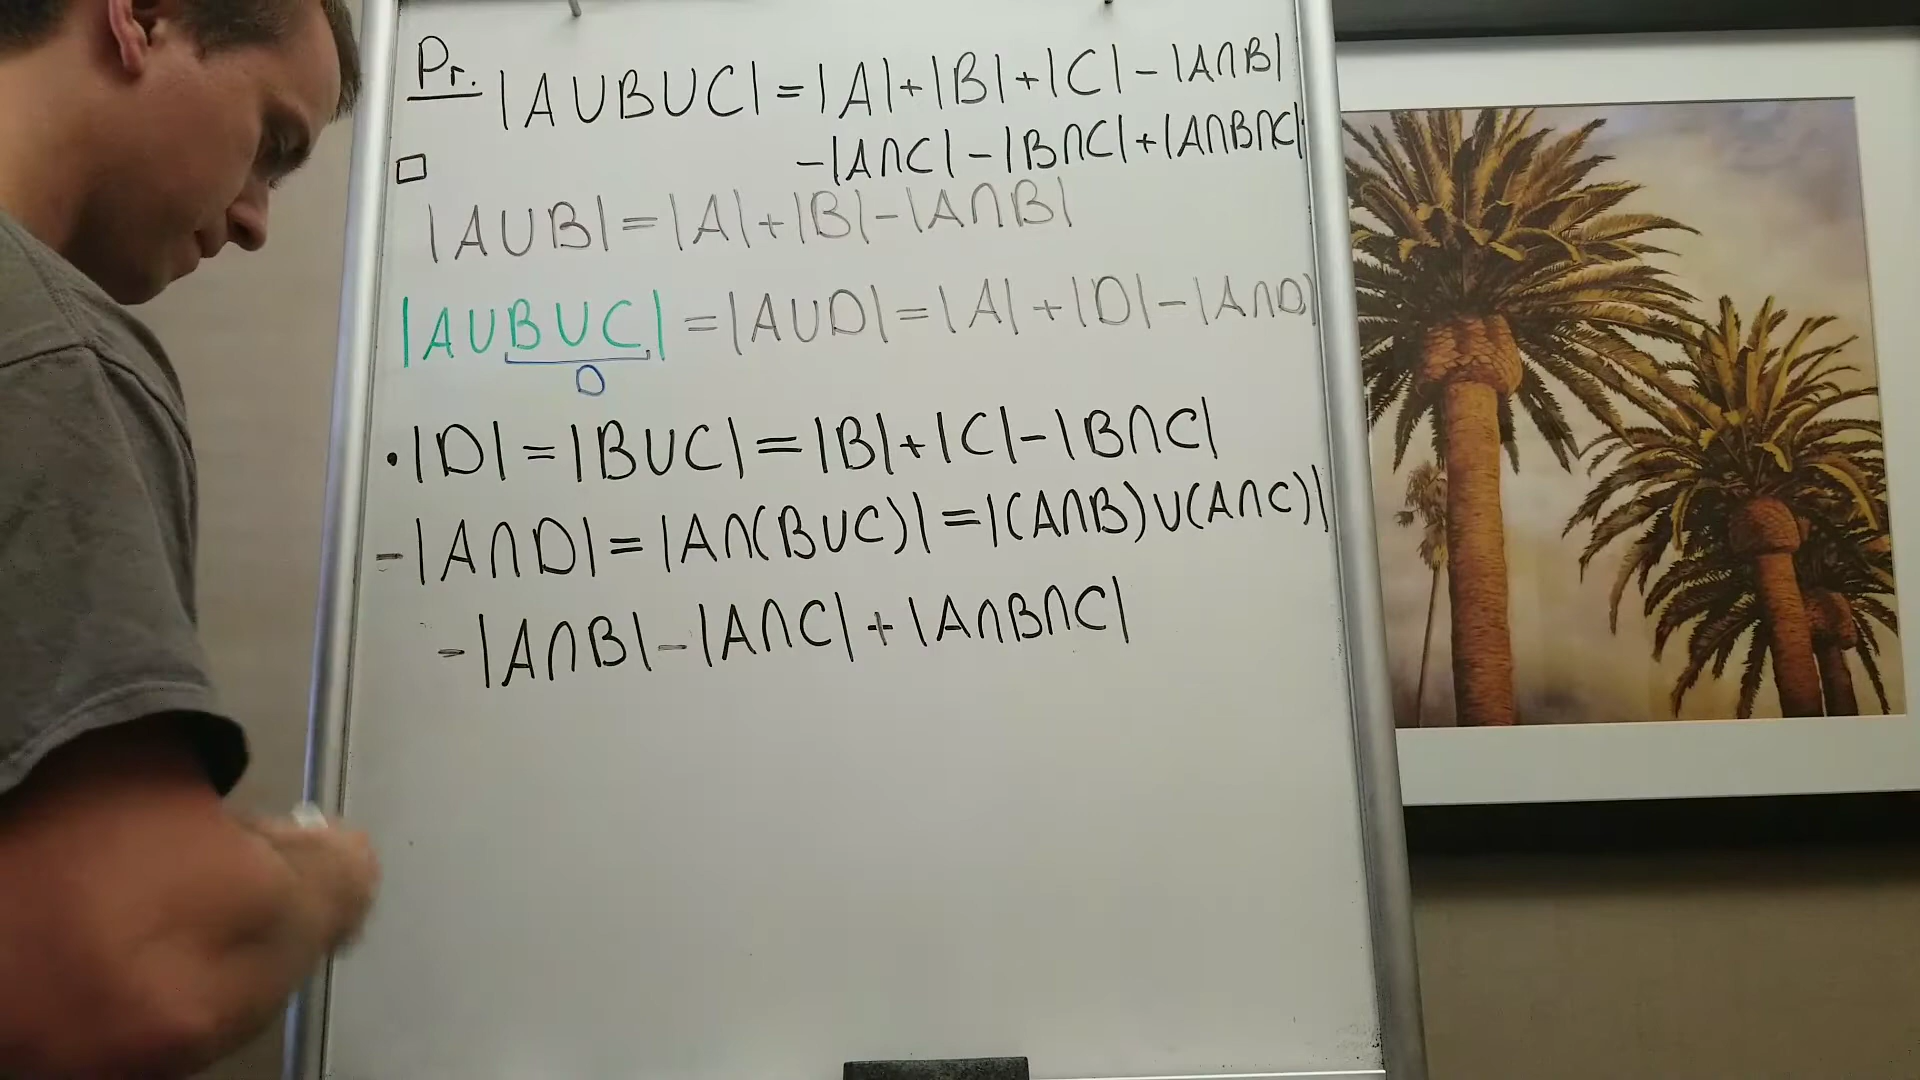 Pr. |A∪B∪C| = |A|+|B|+|C|-|A∩B|
-|A∩C|-|B∩C|+|A∩B∩C|
|A∪B|=|A|+|B|-|A∩B|
|A∪B∪C| =|A∪D|=|A|+|D|-|A∩D|
D
•|D|=|B∪C|=|B|+|C|-|B∩C|
-|A∩D|=|A∩(B∪C)|=|(A∩B)∪(A∩C)|
-|A∩B|-|A∩C|+|A∩B∩C|